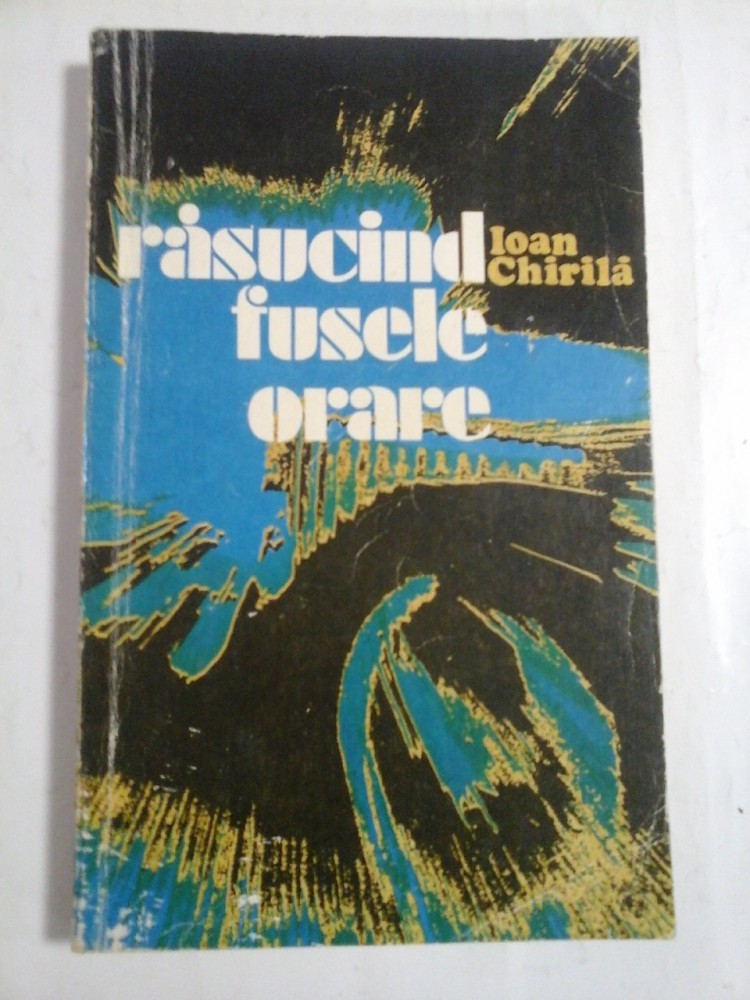 răsucind
fusele
orare
Ioan
Chirilă